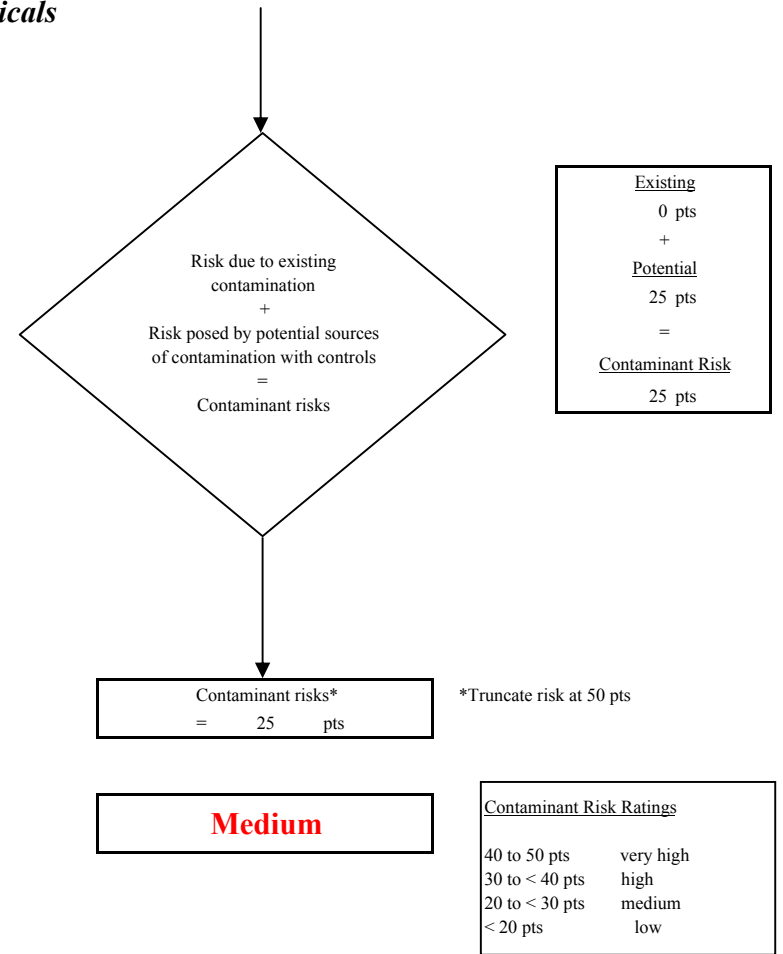 icals
Risk due to existing
contamination
+
Risk posed by potential sources
of contamination with controls
=
Contaminant risks
Existing
0 pts
+
Potential
25 pts
=
Contaminant Risk
25 pts
Contaminant risks*
= 25 pts
*Truncate risk at 50 pts
Medium
Contaminant Risk Ratings
40 to 50 pts very high
30 to < 40 pts high
20 to < 30 pts medium
< 20 pts low